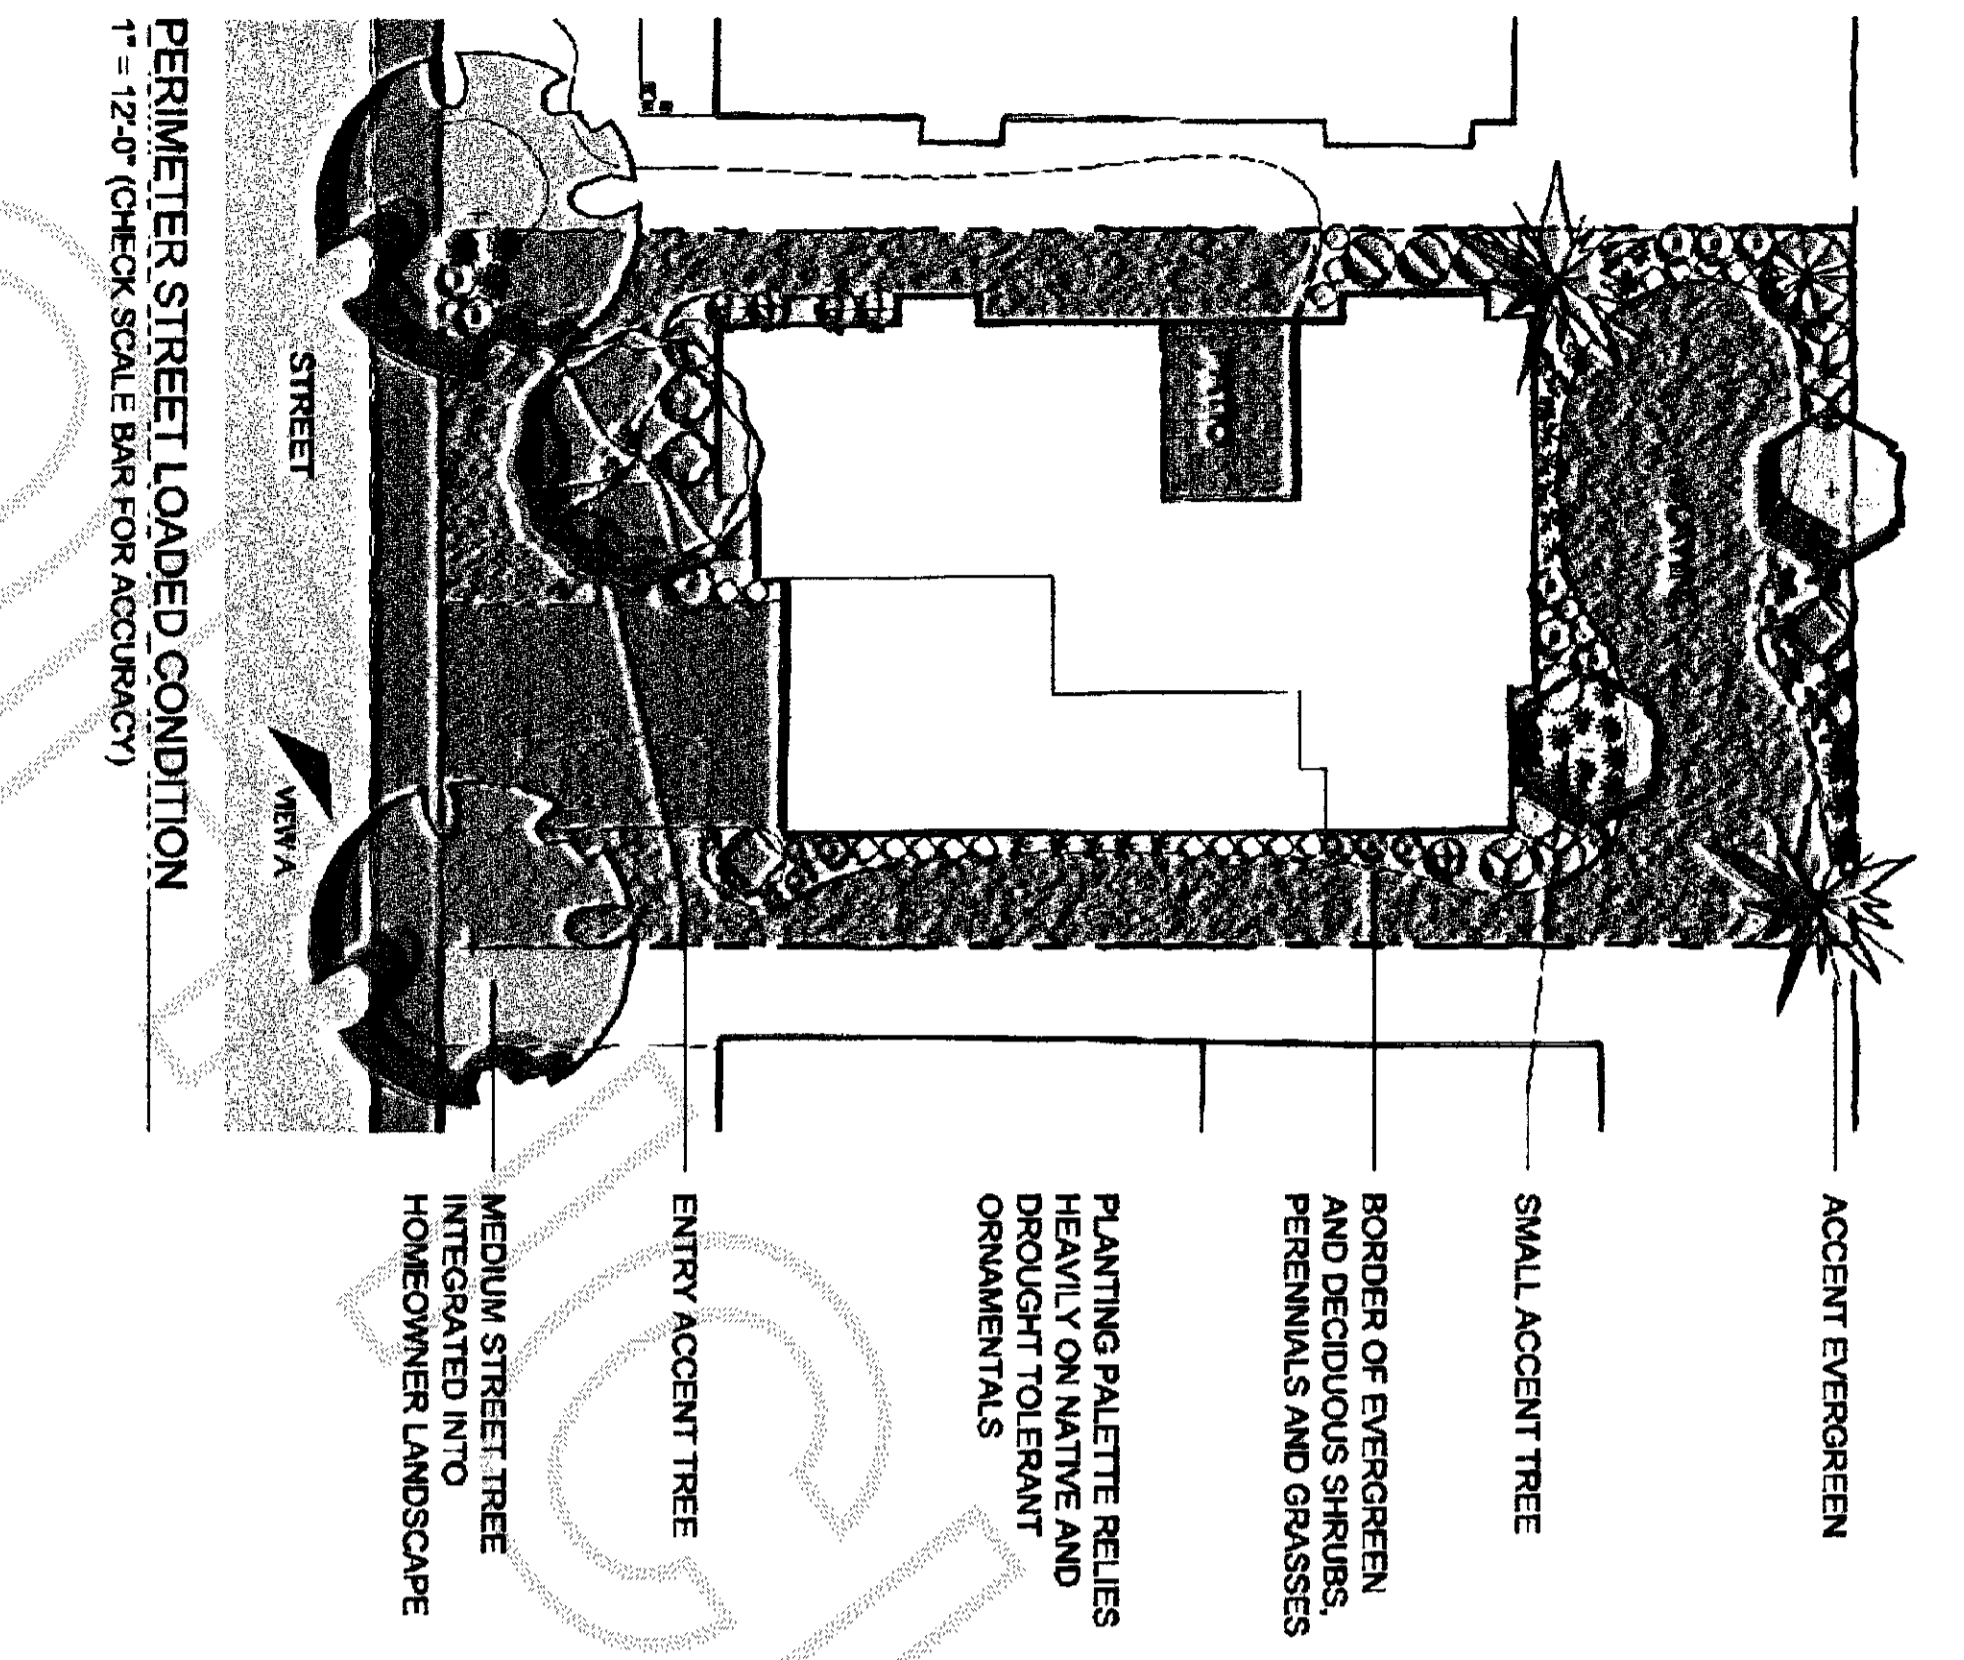 ACCENT EVERGREEN
SMALL ACCENT TREE
BORDER OF EVERGREEN
AND DECIDUOUS SHRUBS,
PERENNIALS AND GRASSES
PLANTING PALETTE RELIES
HEAVILY ON NATIVE AND
DROUGHT TOLERANT
ORNAMENTALS
ENTRY ACCENT TREE
MEDIUM STREET TREE
INTEGRATED INTO
HOMEOWNER LANDSCAPE
PATIO
STREET
VIEW A
PERIMETER STREET LOADED CONDITION
1" = 12'-0" (CHECK SCALE BAR FOR ACCURACY)